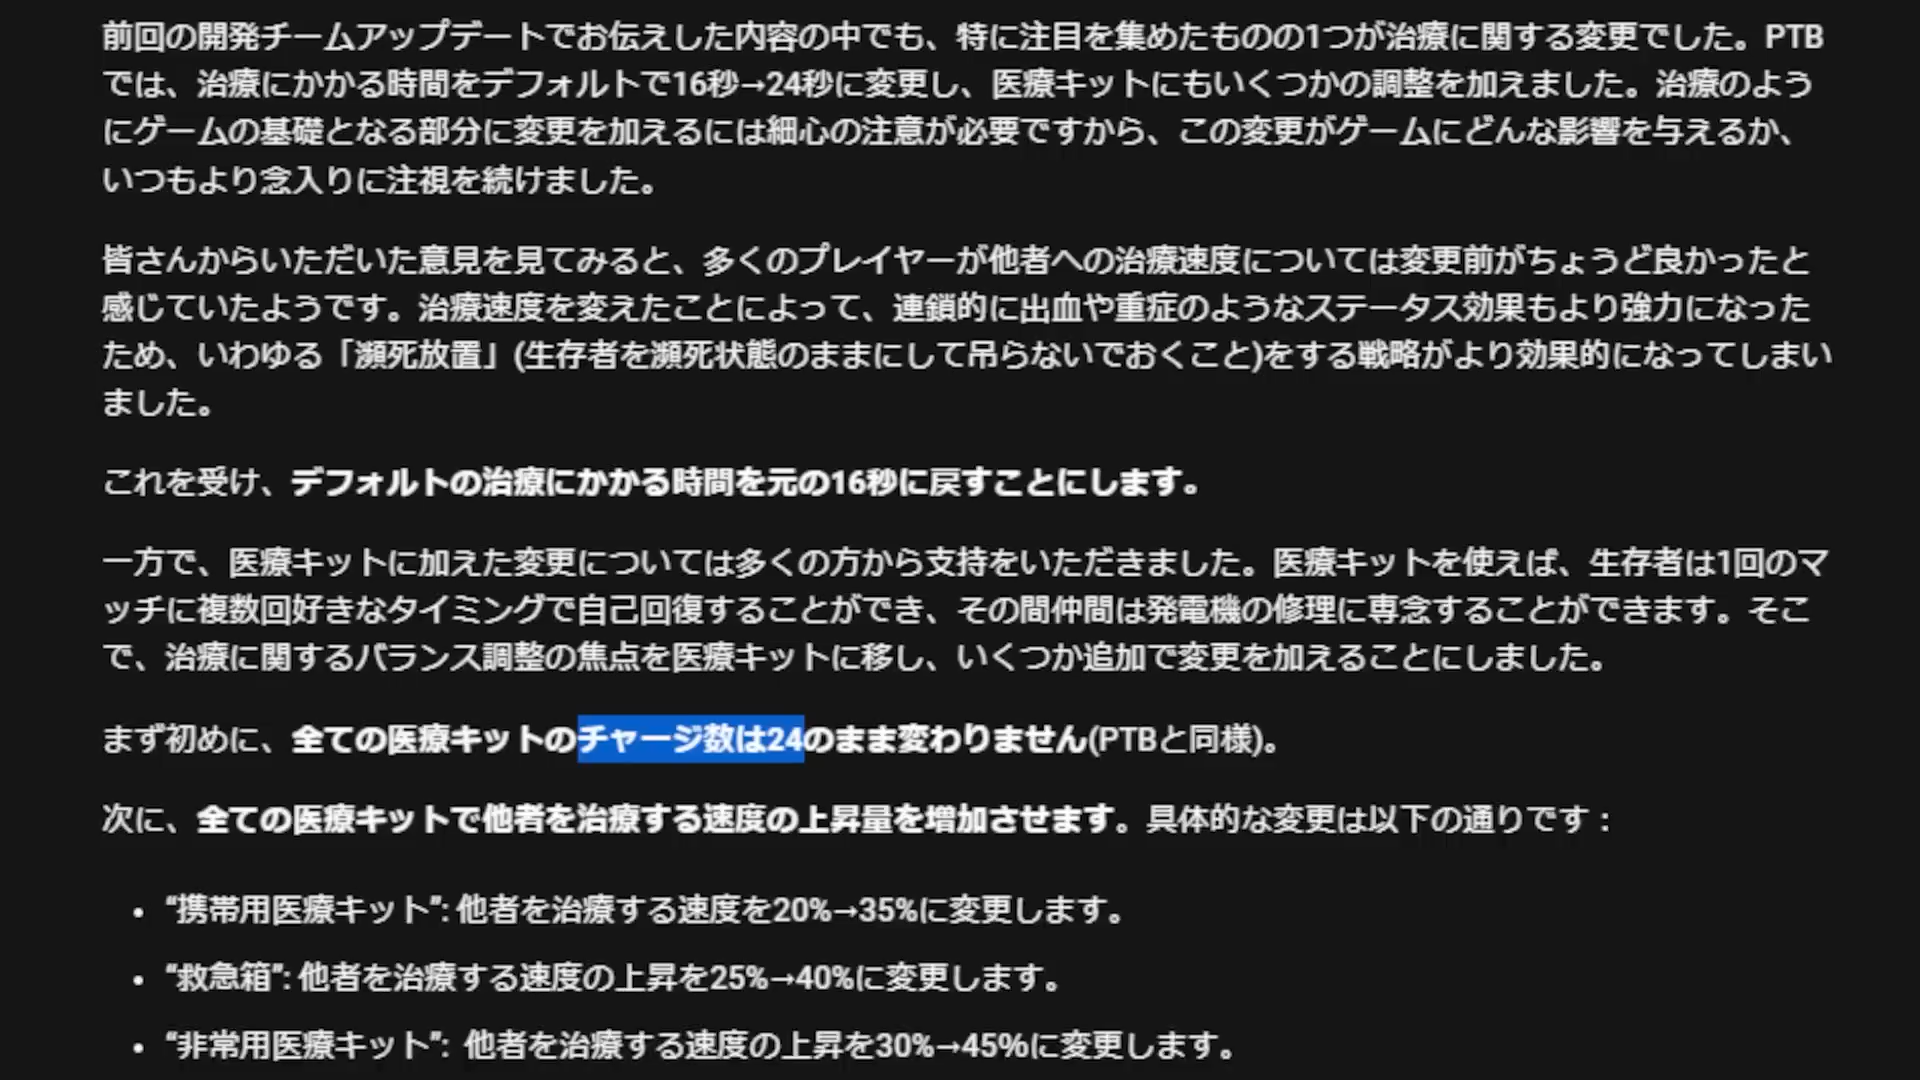 前回の開発チームアップデートでお伝えした内容の中でも、特に注目を集めたものの1つが治療に関する変更でした。PTB
では、治療にかかる時間をデフォルトで16秒→24秒に変更し、医療キットにもいくつかの調整を加えました。治療のよう
にゲームの基礎となる部分に変更を加えるには細心の注意が必要ですから、この変更がゲームにどんな影響を与えるか、
いつもより念入りに注視を続けました。
皆さんからいただいた意見を見てみると、多くのプレイヤーが他者への治療速度については変更前がちょうど良かったと
感じていたようです。治療速度を変えたことによって、連鎖的に出血や重症のようなステータス効果もより強力になった
ため、いわゆる「瀕死放置」(生存者を瀕死状態のままにして吊らないでおくこと)をする戦略がより効果的になってしまい
ました。
これを受け、デフォルトの治療にかかる時間を元の16秒に戻すことにします。
一方で、医療キットに加えた変更については多くの方から支持をいただきました。医療キットを使えば、生存者は1回のマ
ッチに複数回好きなタイミングで自己回復することができ、その間仲間は発電機の修理に専念することができます。そこ
で、治療に関するバランス調整の焦点を医療キットに移し、いくつか追加で変更を加えることにしました。
まず初めに、全ての医療キットのチャージ数は24のまま変わりません(PTBと同様)。
次に、全ての医療キットで他者を治療する速度の上昇量を増加させます。具体的な変更は以下の通りです：
• “携帯用医療キット”: 他者を治療する速度を20%→35%に変更します。
• “救急箱”: 他者を治療する速度の上昇を25%→40%に変更します。
• “非常用医療キット”: 他者を治療する速度の上昇を30%→45%に変更します。